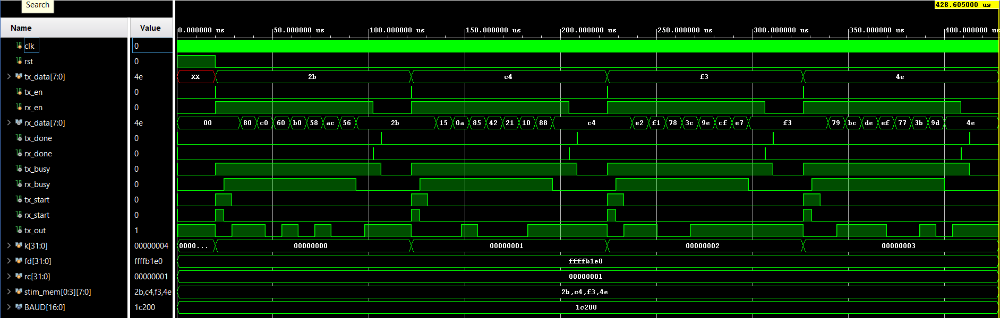 Search
428.605000 us
Name Value 0.000000 us 50.000000 us 100.000000 us 150.000000 us 200.000000 us 250.000000 us 300.000000 us 350.000000 us 400.000000 us
clk 0
rst 0
tx_data[7:0] 4e XX 2b c4 f3 4e
tx_en 0
rx_en 0
rx_data[7:0] 4e 00 80 c0 60 b0 58 ac 56 2b 15 0a 85 42 21 10 88 c4 e2 f1 78 3c 9e cf e7 f3 79 bc de ef 77 3b 9d 4e
tx_done 0
rx_done 0
tx_busy 0
rx_busy 0
tx_start 0
rx_start 0
tx_out 1
k[31:0] 00000004 0000... 00000000 00000001 00000002 00000003
fd[31:0] ffffb1e0 ffffb1e0
rc[31:0] 00000001 00000001
stim_mem[0:3][7:0] 2b,c4,f3,4e 2b,c4,f3,4e
BAUD[16:0] 1c200 1c200